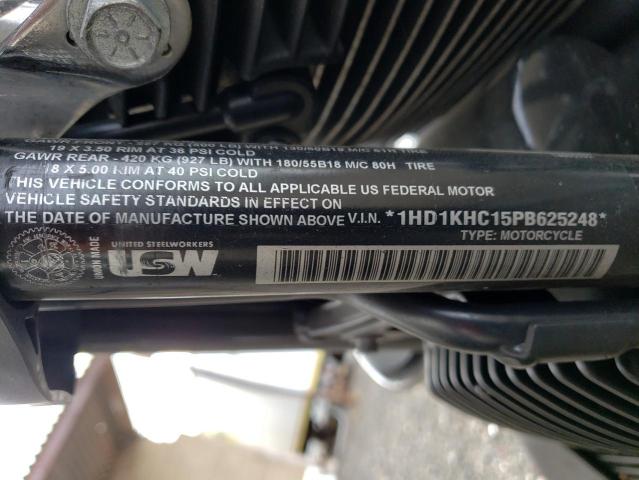 19 X 3.50 RIM AT 36 PSI COLD
GAWR REAR - 420 KG (927 LB) WITH 180/55B18 M/C 80H TIRE
18 X 5.00 RIM AT 40 PSI COLD
THIS VEHICLE CONFORMS TO ALL APPLICABLE US FEDERAL MOTOR
VEHICLE SAFETY STANDARDS IN EFFECT ON
THE DATE OF MANUFACTURE SHOWN ABOVE V.I.N. *1HD1KHC15PB625248*
TYPE: MOTORCYCLE
UNION MADE
UNITED STEELWORKERS
USW